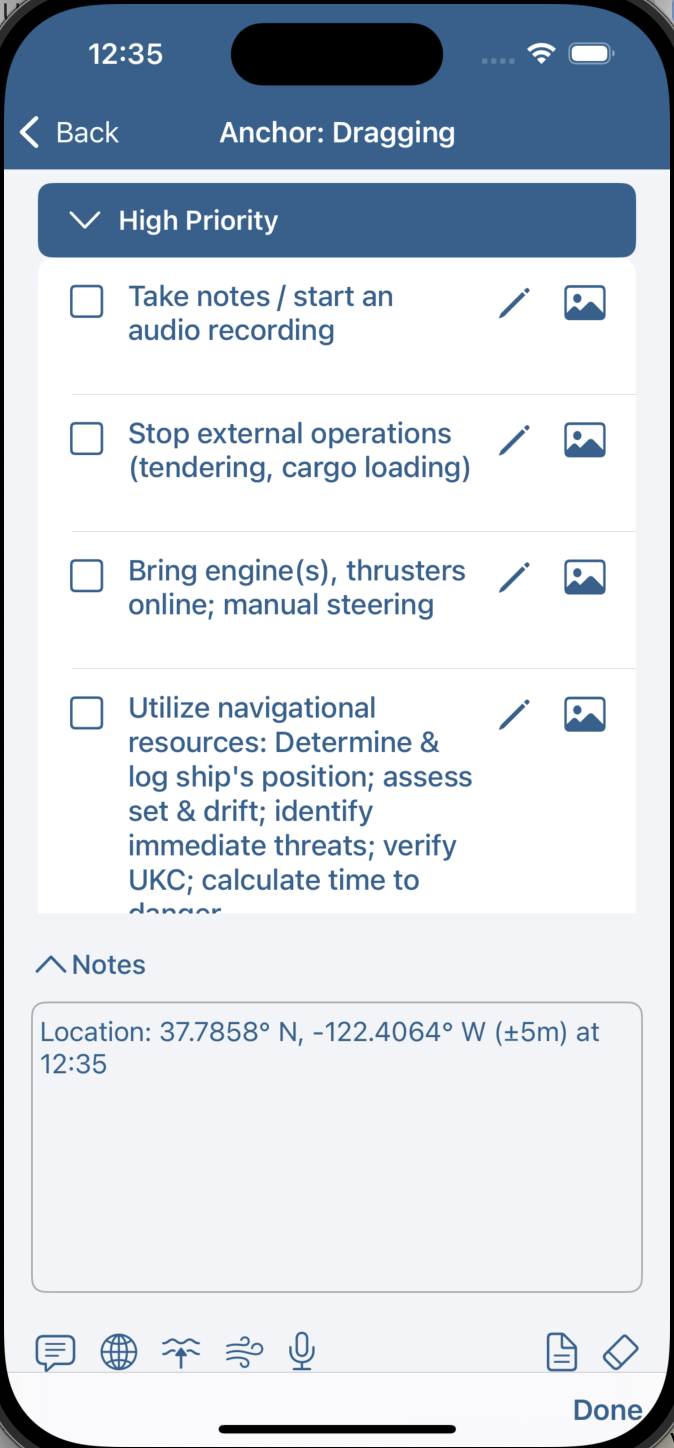 12:35
Back
Anchor: Dragging
High Priority
Take notes / start an
audio recording
Stop external operations
(tendering, cargo loading)
Bring engine(s), thrusters
online; manual steering
Utilize navigational
resources: Determine &
log ship's position; assess
set & drift; identify
immediate threats; verify
UKC; calculate time to
danger
Notes
Location: 37.7858° N, -122.4064° W (±5m) at
12:35
Done